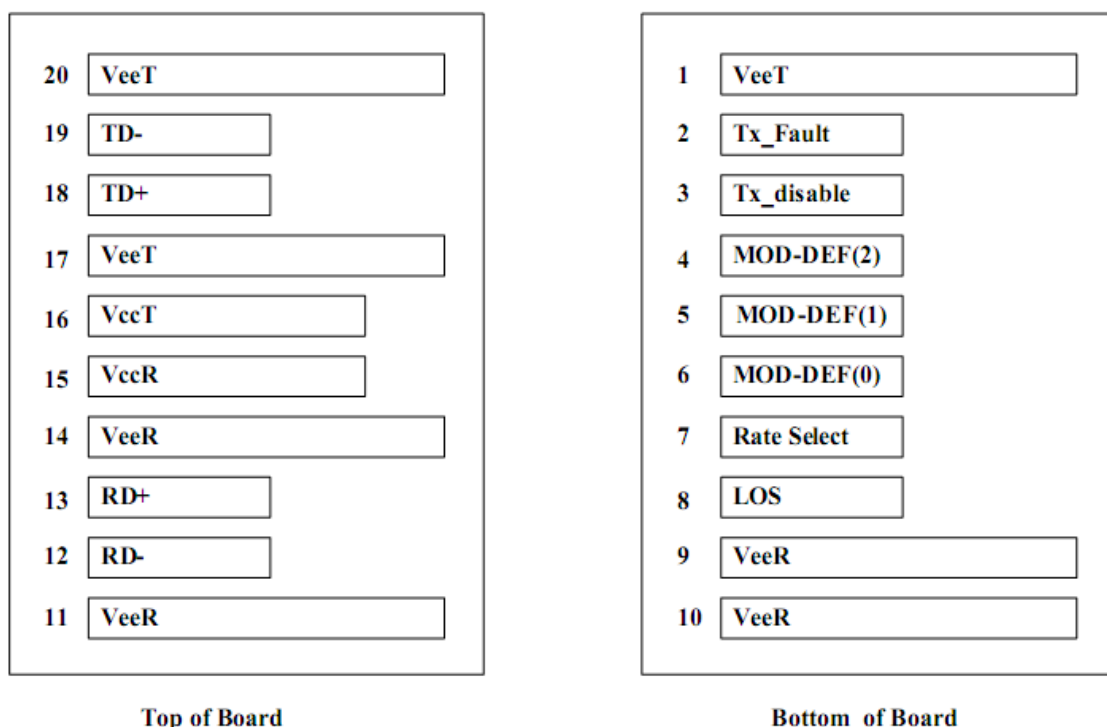 20 VeeT
19 TD-
18 TD+
17 VeeT
16 VccT
15 VccR
14 VeeR
13 RD+
12 RD-
11 VeeR
Top of Board
1 VeeT
2 Tx_Fault
3 Tx_disable
4 MOD-DEF(2)
5 MOD-DEF(1)
6 MOD-DEF(0)
7 Rate Select
8 LOS
9 VeeR
10 VeeR
Bottom of Board